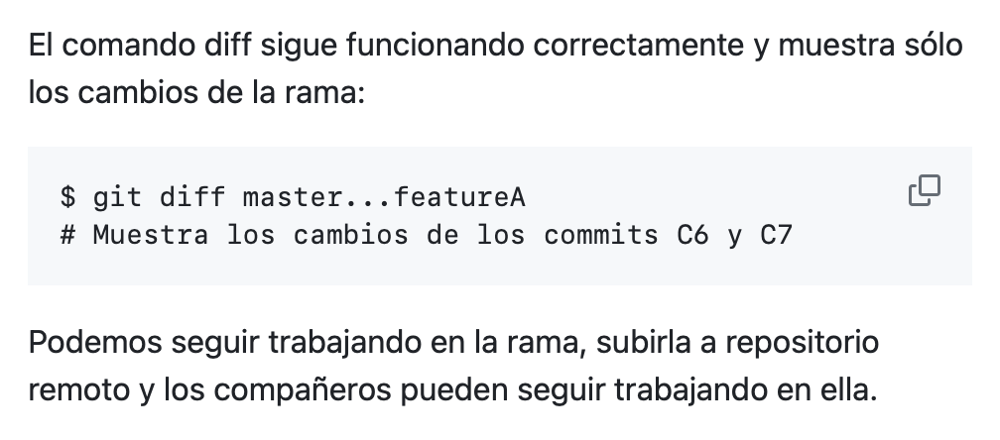 El comando diff sigue funcionando correctamente y muestra sólo
los cambios de la rama:
$ git diff master...featureA
# Muestra los cambios de los commits C6 y C7
Podemos seguir trabajando en la rama, subirla a repositorio
remoto y los compañeros pueden seguir trabajando en ella.